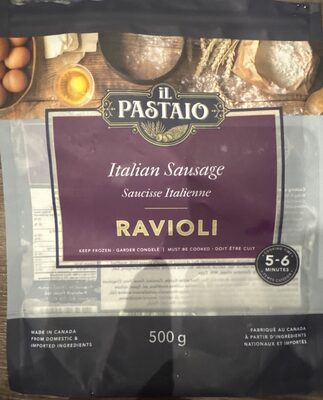 IL
PASTAIO
Italian Sausage
Saucisse Italienne
RAVIOLI
KEEP FROZEN • GARDER CONGELÉ | MUST BE COOKED • DOIT ÊTRE CUIT
5-6
MINUTES
MADE IN CANADA
FROM DOMESTIC &
IMPORTED INGREDIENTS
500 g
FABRIQUÉ AU CANADA
À PARTIR D'INGRÉDIENTS
NATIONAUX ET IMPORTÉS